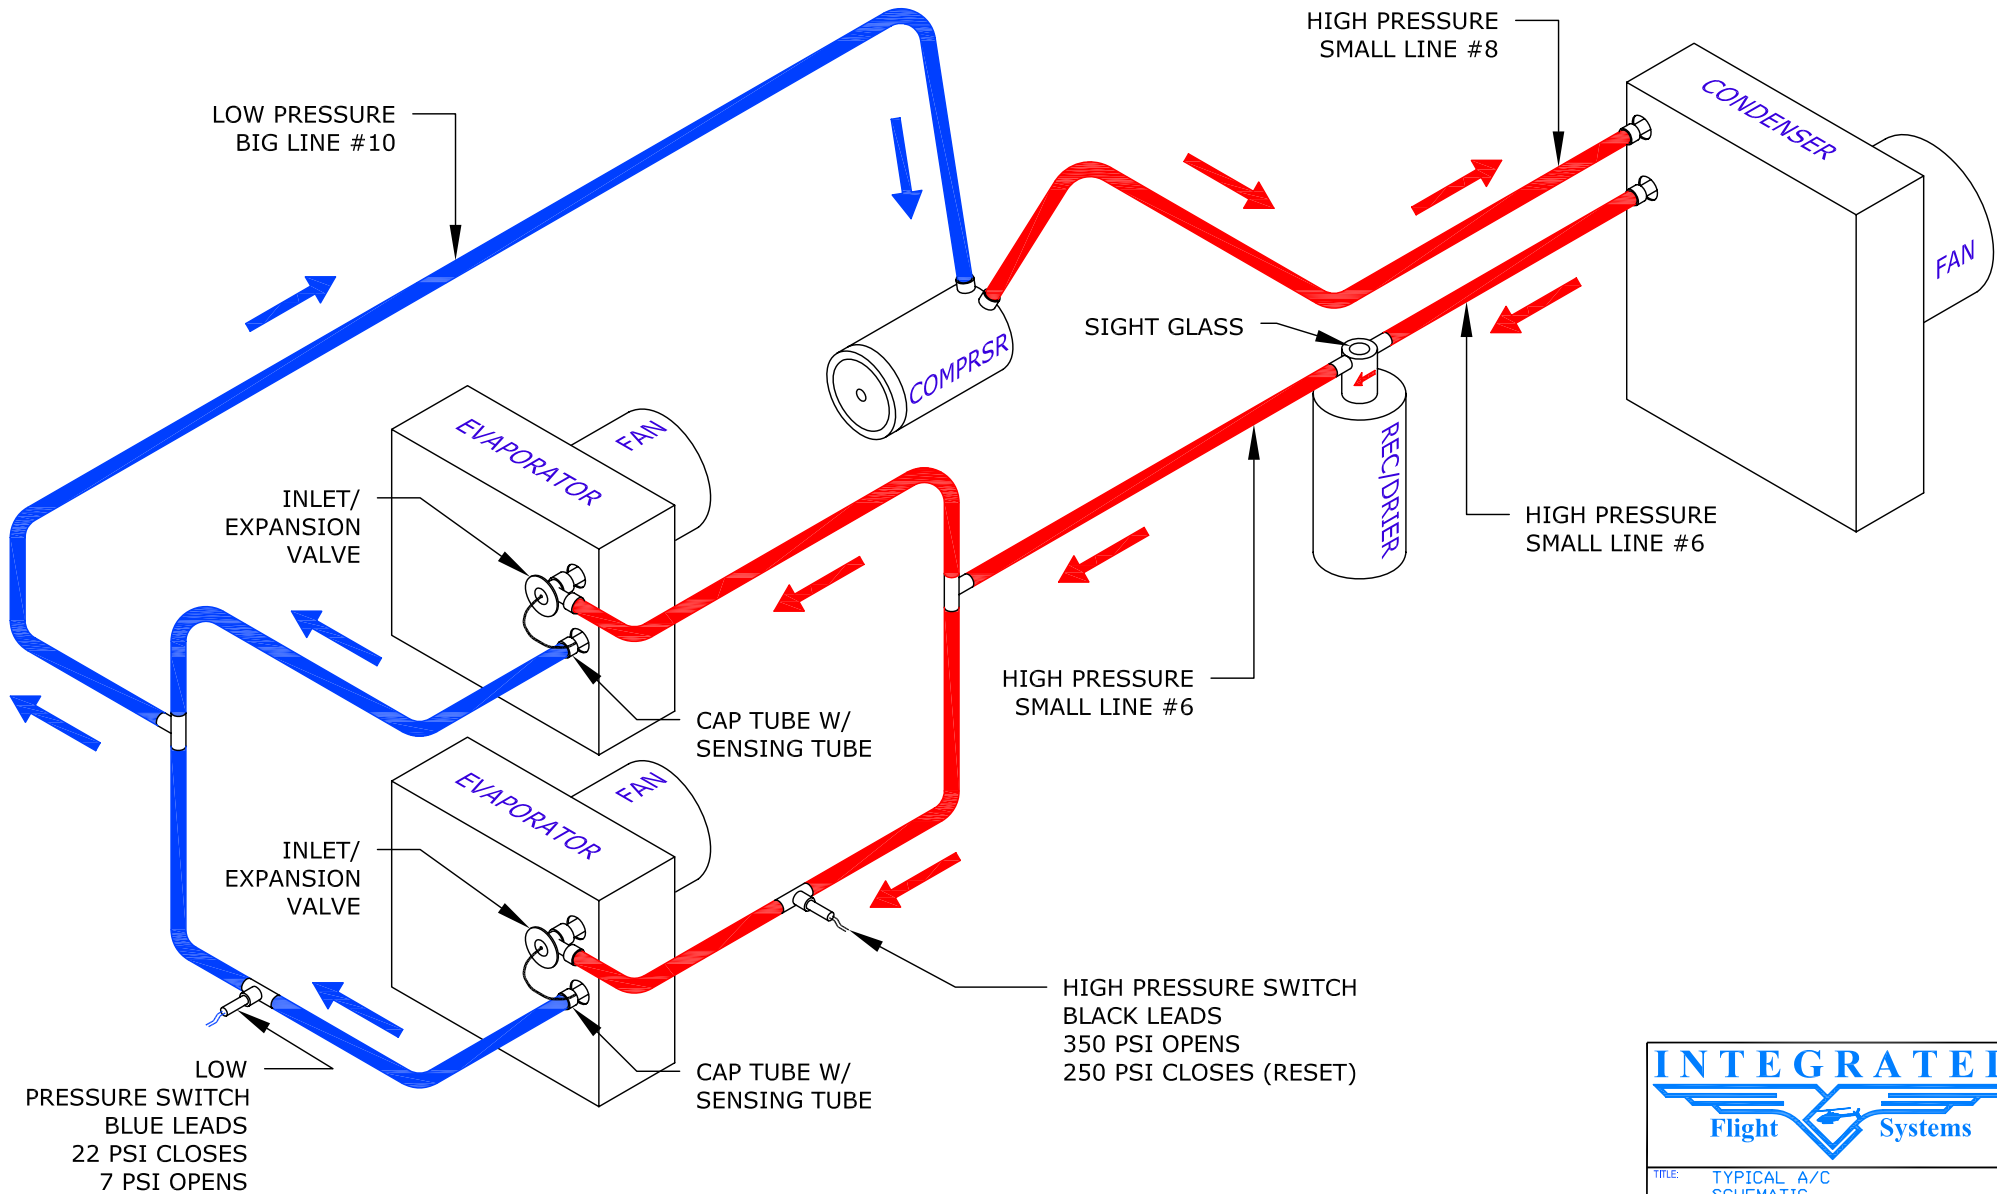 HIGH PRESSURE
SMALL LINE #8
LOW PRESSURE
BIG LINE #10
CONDENSER
FAN
SIGHT GLASS
COMPRSR
EVAPORATOR
FAN
REC/DRIER
INLET/
EXPANSION
VALVE
HIGH PRESSURE
SMALL LINE #6
HIGH PRESSURE
SMALL LINE #6
CAP TUBE W/
SENSING TUBE
EVAPORATOR
FAN
INLET/
EXPANSION
VALVE
HIGH PRESSURE SWITCH
BLACK LEADS
350 PSI OPENS
250 PSI CLOSES (RESET)
LOW
PRESSURE SWITCH
BLUE LEADS
22 PSI CLOSES
7 PSI OPENS
CAP TUBE W/
SENSING TUBE
INTEGRATE
Flight Systems
TITLE: TYPICAL A/C
SCHEMATIC